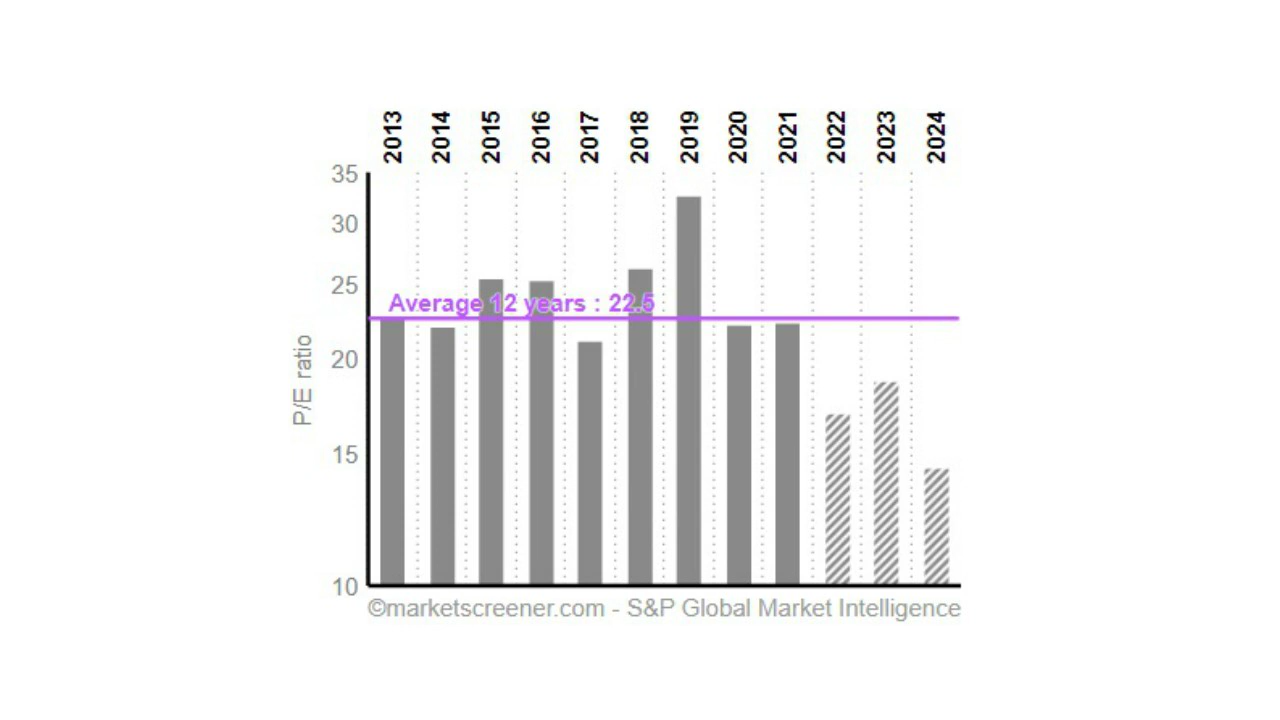 2013 2014 2015 2016 2017 2018 2019 2020 2021 2022 2023 2024
35
30
25
Average 12 years : 22.5
20
P/E ratio
15
10
©marketscreener.com - S&P Global Market Intelligence